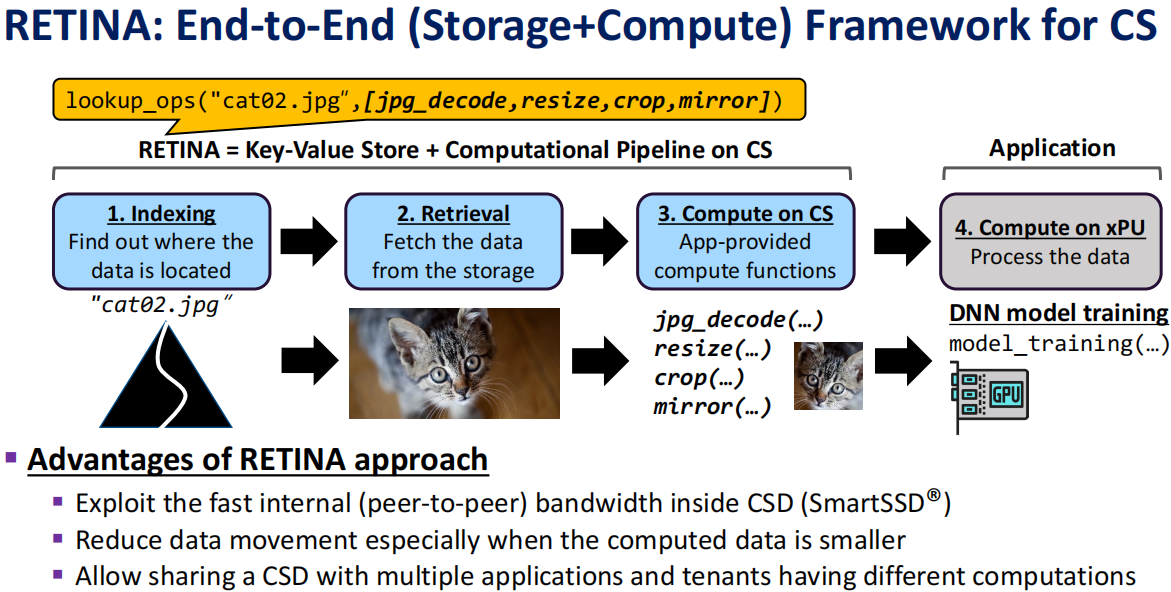 RETINA: End-to-End (Storage+Compute) Framework for CS
lookup_ops("cat02.jpg",[jpg_decode,resize,crop,mirror])
RETINA = Key-Value Store + Computational Pipeline on CS
Application
1. Indexing
Find out where the
data is located
2. Retrieval
Fetch the data
from the storage
3. Compute on CS
App-provided
compute functions
4. Compute on xPU
Process the data
"cat02.jpg"
jpg_decode(…)
resize(…)
crop(…)
mirror(…)
DNN model training
model_training(…)
GPU
▪ Advantages of RETINA approach
▪ Exploit the fast internal (peer-to-peer) bandwidth inside CSD (SmartSSD®)
▪ Reduce data movement especially when the computed data is smaller
▪ Allow sharing a CSD with multiple applications and tenants having different computations